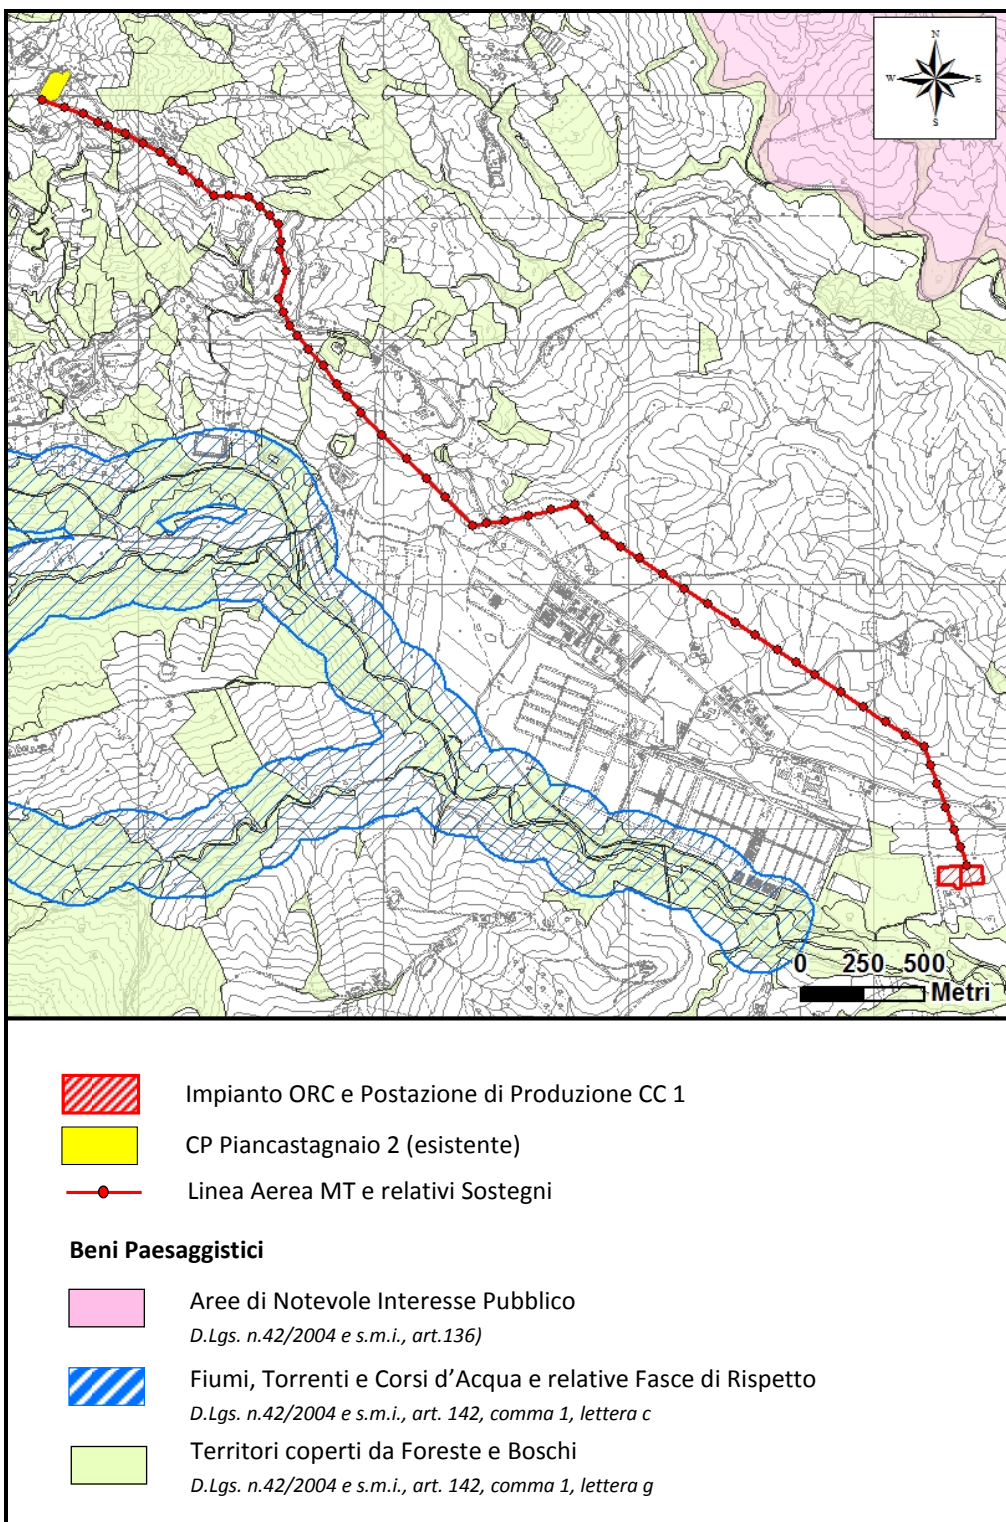 N
W E
S
0 250 500
Metri
Impianto ORC e Postazione di Produzione CC 1
CP Piancastagnaio 2 (esistente)
Linea Aerea MT e relativi Sostegni
Beni Paesaggistici
Aree di Notevole Interesse Pubblico
D.Lgs. n.42/2004 e s.m.i., art.136)
Fiumi, Torrenti e Corsi d'Acqua e relative Fasce di Rispetto
D.Lgs. n.42/2004 e s.m.i., art. 142, comma 1, lettera c
Territori coperti da Foreste e Boschi
D.Lgs. n.42/2004 e s.m.i., art. 142, comma 1, lettera g